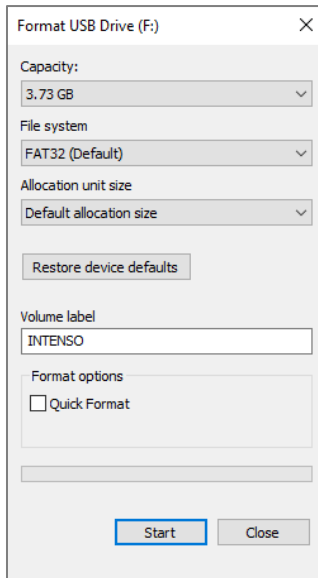 Format USB Drive (F:)
Capacity:
3.73 GB
File system
FAT32 (Default)
Allocation unit size
Default allocation size
Restore device defaults
Volume label
INTENSO
Format options
Quick Format
Start Close